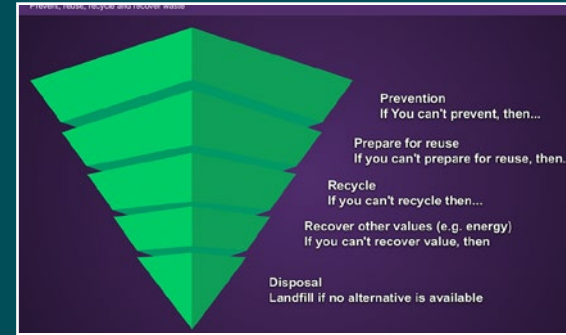 Prevent, reuse, recycle and recover waste
Prevention
If You can't prevent, then...
Prepare for reuse
If you can't prepare for reuse, then.
Recycle
If you can't recycle then...
Recover other values (e.g. energy)
If you can't recover value, then
Disposal
Landfill if no alternative is available